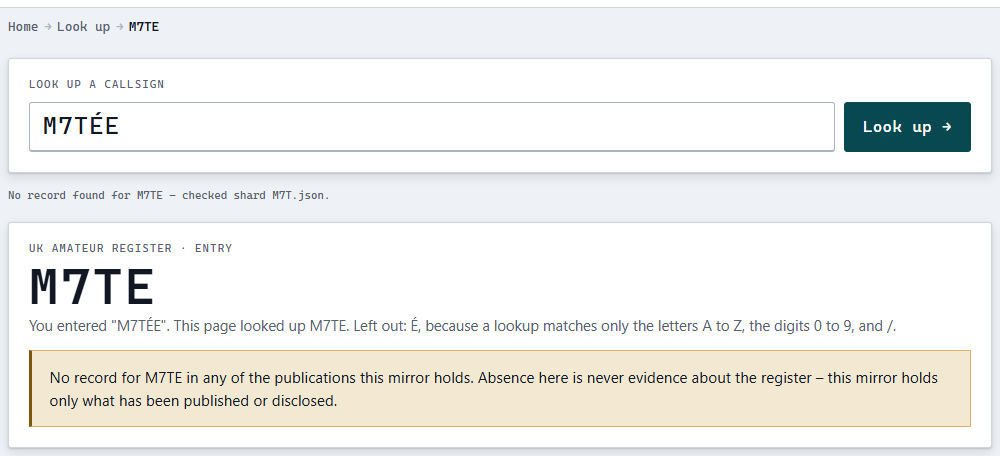 Home → Look up → M7TE
LOOK UP A CALLSIGN
M7TÉE
Look up →
No record found for M7TE — checked shard M7T.json.
UK AMATEUR REGISTER · ENTRY
M7TE
You entered "M7TÉE". This page looked up M7TE. Left out: É, because a lookup matches only the letters A to Z, the digits 0 to 9, and /.
No record for M7TE in any of the publications this mirror holds. Absence here is never evidence about the register – this mirror holds
only what has been published or disclosed.